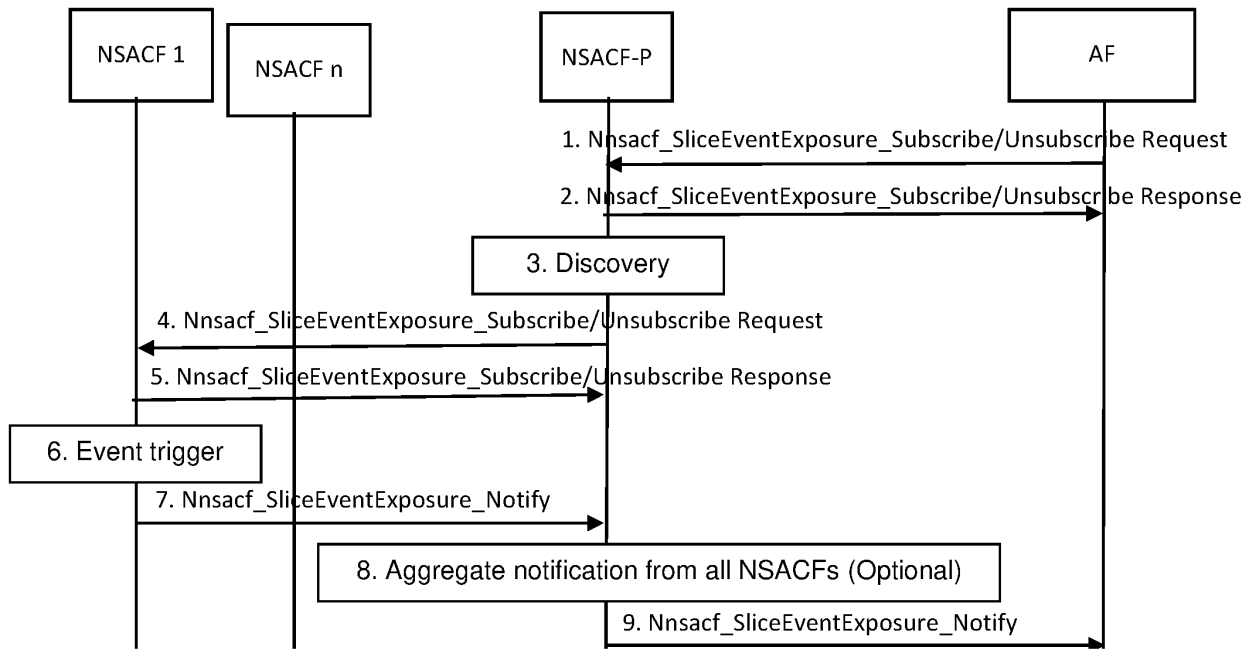 NSACF 1
NSACF n
NSACF-P
AF
1. Nnsacf_SliceEventExposure_Subscribe/Unsubscribe Request
2. Nnsacf_SliceEventExposure_Subscribe/Unsubscribe Response
3. Discovery
4. Nnsacf_SliceEventExposure_Subscribe/Unsubscribe Request
5. Nnsacf_SliceEventExposure_Subscribe/Unsubscribe Response
6. Event trigger
7. Nnsacf_SliceEventExposure_Notify
8. Aggregate notification from all NSACFs (Optional)
9. Nnsacf_SliceEventExposure_Notify